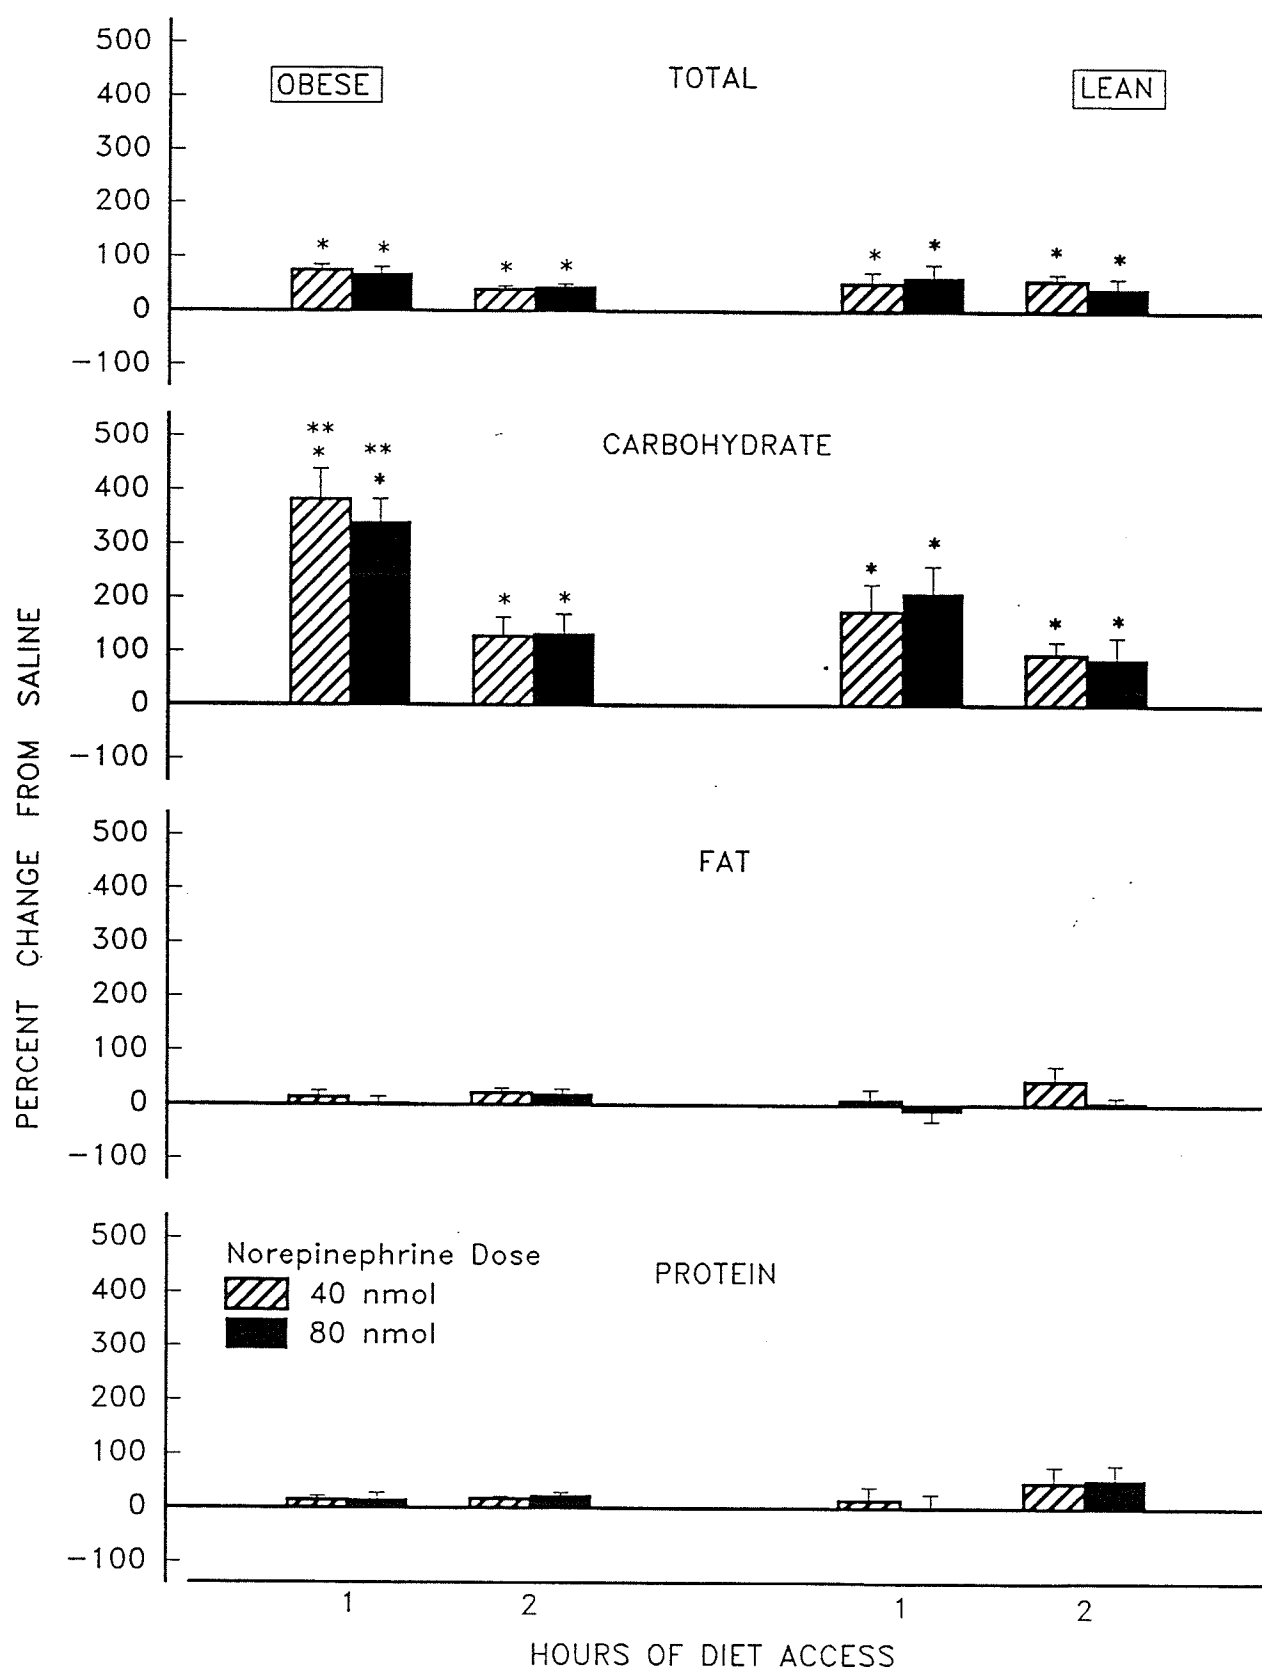 500
OBESE TOTAL LEAN
400
300
200
* * * * * * * *
100
0
-100
** **
500 CARBOHYDRATE
* *
400
300
* *
200
* * * *
100
0
-100
500
FAT
400
300
200
100
0
-100
500
Norepinephrine Dose
PROTEIN
400
40 nmol
300
80 nmol
200
100
0
-100
1 2 1 2
HOURS OF DIET ACCESS
PERCENT CHANGE FROM SALINE